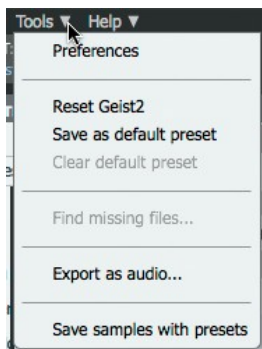 Tools ▼ Help ▼
Preferences
Reset Geist2
Save as default preset
Clear default preset
Find missing files...
Export as audio...
Save samples with presets